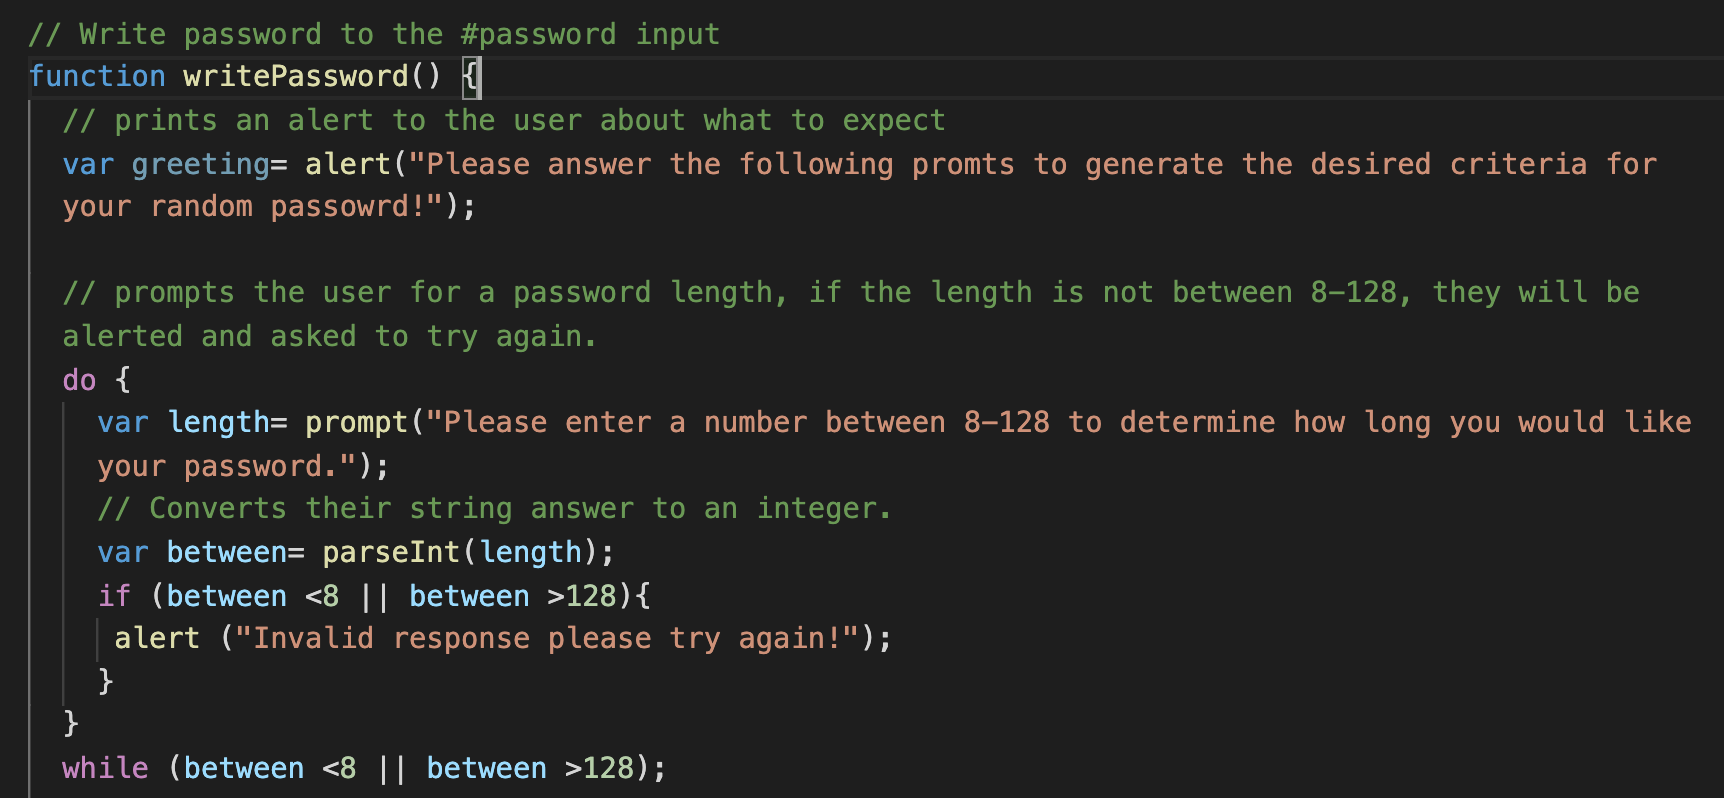 // Write password to the #password input
function writePassword() {
// prints an alert to the user about what to expect
var greeting= alert("Please answer the following promts to generate the desired criteria for
your random passowrd!");
// prompts the user for a password length, if the length is not between 8–128, they will be
alerted and asked to try again.
do {
var length= prompt("Please enter a number between 8–128 to determine how long you would like
your password.");
// Converts their string answer to an integer.
var between= parseInt(length);
if (between <8 || between >128){
alert ("Invalid response please try again!");
}
}
while (between <8 || between >128);